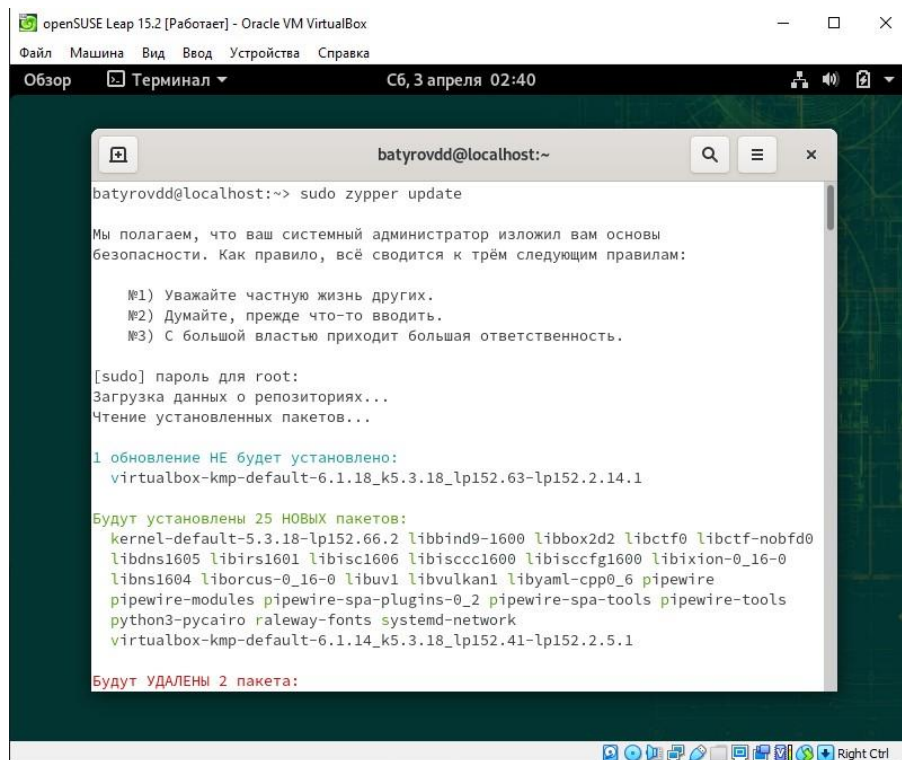 openSUSE Leap 15.2 [Работает] - Oracle VM VirtualBox
Файл Машина Вид Ввод Устройства Справка
Обзор Терминал Сб, 3 апреля 02:40
batyrovdd@localhost:~
batyrovdd@localhost:~> sudo zypper update
Мы полагаем, что ваш системный администратор изложил вам основы
безопасности. Как правило, всё сводится к трём следующим правилам:
№1) Уважайте частную жизнь других.
№2) Думайте, прежде что-то вводить.
№3) С большой властью приходит большая ответственность.
[sudo] пароль для root:
Загрузка данных о репозиториях...
Чтение установленных пакетов...
1 обновление НЕ будет установлено:
virtualbox-kmp-default-6.1.18_k5.3.18_lp152.63-lp152.2.14.1
Будут установлены 25 НОВЫХ пакетов:
kernel-default-5.3.18-lp152.66.2 libbind9-1600 libbox2d2 libctf0 libctf-nobfd0
libdns1605 libirs1601 libisc1606 libisccc1600 libisccfg1600 libixion-0_16-0
libns1604 liborcus-0_16-0 libuv1 libvulkan1 libyaml-cpp0_6 pipewire
pipewire-modules pipewire-spa-plugins-0_2 pipewire-spa-tools pipewire-tools
python3-pycairo raleway-fonts systemd-network
virtualbox-kmp-default-6.1.14_k5.3.18_lp152.41-lp152.2.5.1
Будут УДАЛЕНЫ 2 пакета:
Right Ctrl